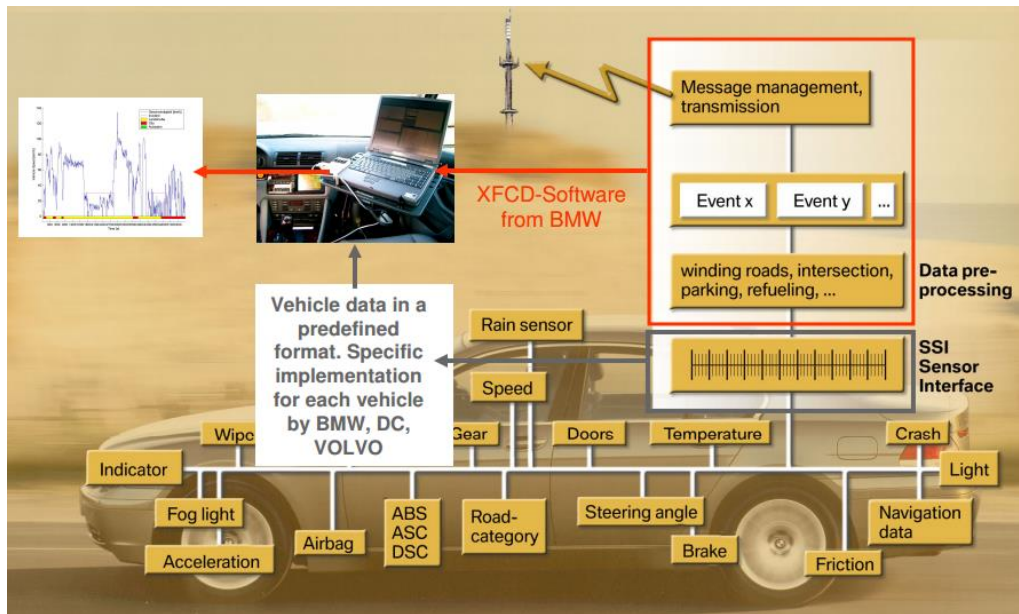 Message management,
transmission
XFCD-Software
from BMW
Event x
Event y
...
winding roads, intersection,
parking, refueling, ...
Data pre-
processing
Vehicle data in a
predefined
format. Specific
implementation
for each vehicle
by BMW, DC,
VOLVO
Rain sensor
SSI
Sensor
Interface
Speed
Wipe
Gear
Doors
Temperature
Crash
Indicator
Light
Fog light
Acceleration
Airbag
ABS
ASC
DSC
Road-
category
Steering angle
Brake
Friction
Navigation
data